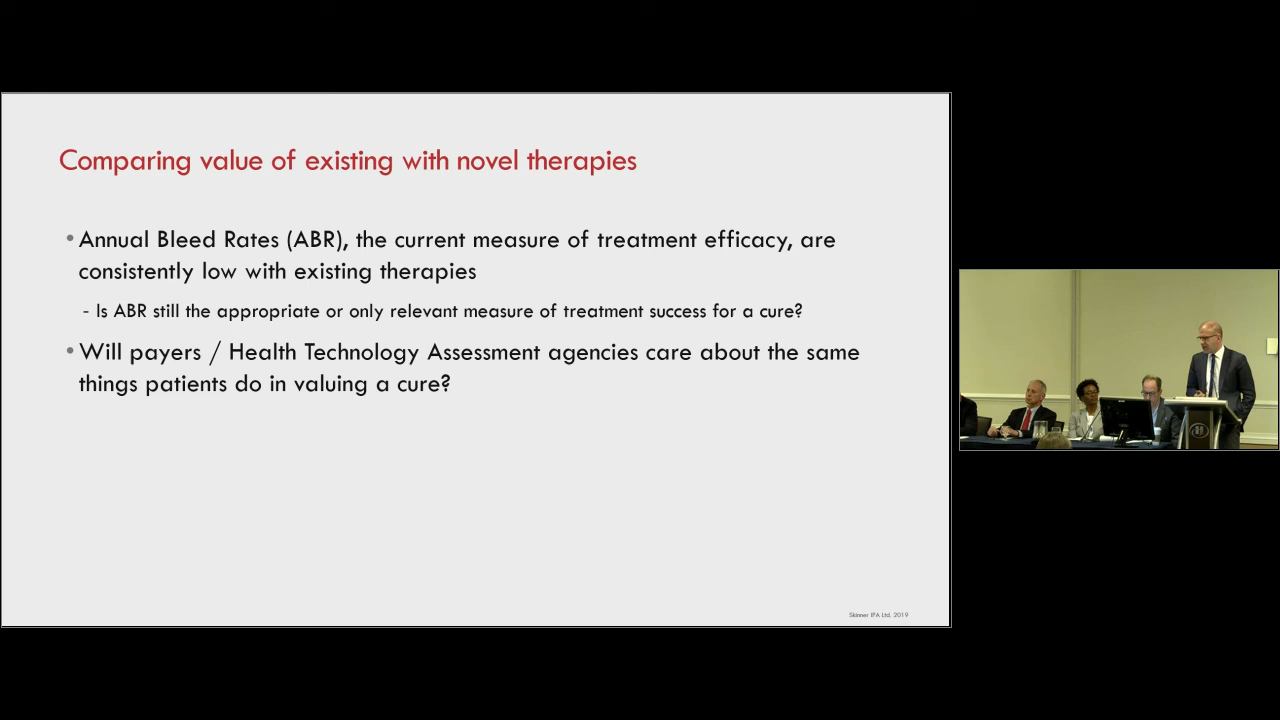 Comparing value of existing with novel therapies
• Annual Bleed Rates (ABR), the current measure of treatment efficacy, are
consistently low with existing therapies
- Is ABR still the appropriate or only relevant measure of treatment success for a cure?
• Will payers / Health Technology Assessment agencies care about the same
things patients do in valuing a cure?
Skinner IPA Ltd. 2019